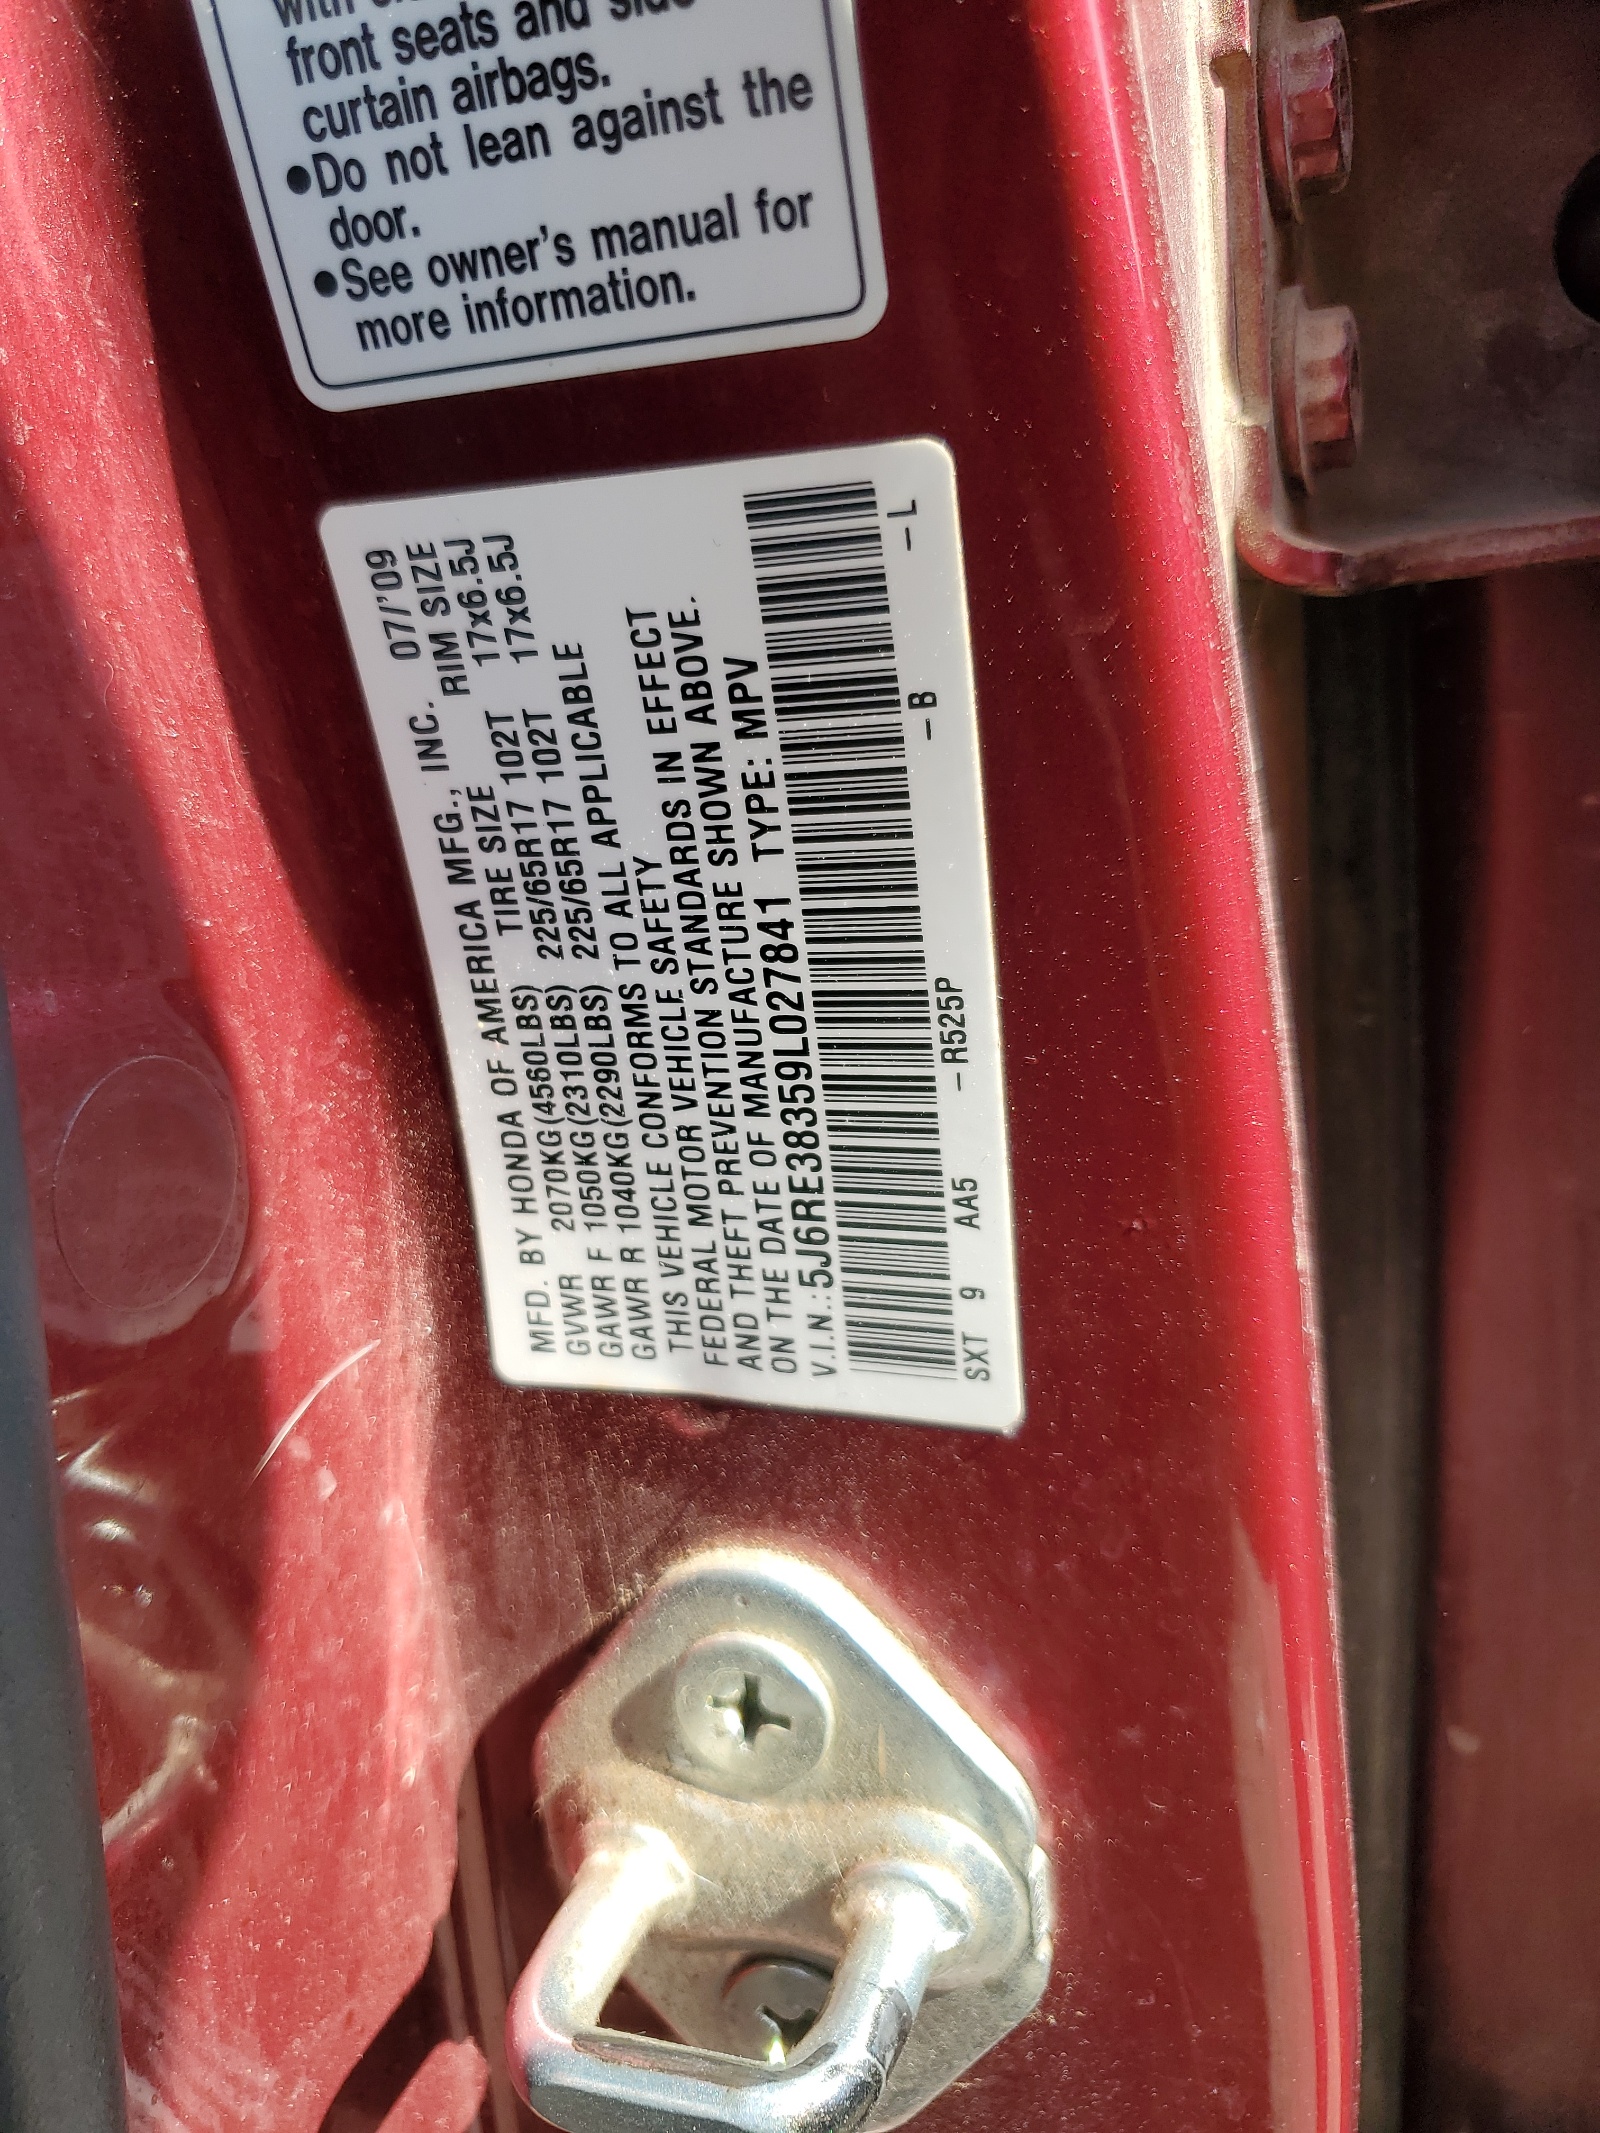 front seats and side
curtain airbags.
●Do not lean against the
door.
●See owner's manual for
more information.
MFD. BY HONDA OF AMERICA MFG., INC. 07/'09
TIRE SIZE RIM SIZE
GVWR 2070KG(4560LBS) 225/65R17 102T 17x6.5J
GAWR F 1050KG(2310LBS) 225/65R17 102T 17x6.5J
GAWR R 1040KG(2290LBS)
THIS VEHICLE CONFORMS TO ALL APPLICABLE
FEDERAL MOTOR VEHICLE SAFETY
AND THEFT PREVENTION STANDARDS IN EFFECT
ON THE DATE OF MANUFACTURE SHOWN ABOVE.
V.I.N.:5J6RE38359L027841 TYPE: MPV
SXT 9 AA5 –R525P –B –L